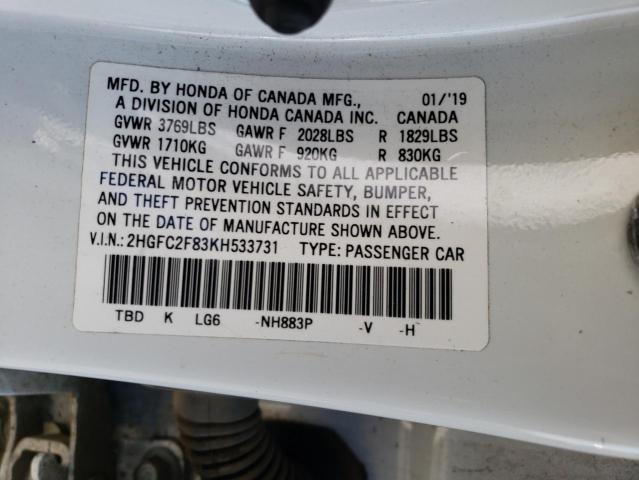 MFD. BY HONDA OF CANADA MFG., 01/'19
A DIVISION OF HONDA CANADA INC. CANADA
GVWR 3769LBS GAWR F 2028LBS R 1829LBS
GVWR 1710KG GAWR F 920KG R 830KG
THIS VEHICLE CONFORMS TO ALL APPLICABLE
FEDERAL MOTOR VEHICLE SAFETY, BUMPER,
AND THEFT PREVENTION STANDARDS IN EFFECT
ON THE DATE OF MANUFACTURE SHOWN ABOVE.
V.I.N.: 2HGFC2F83KH533731 TYPE: PASSENGER CAR
TBD K LG6 -NH883P -V -H